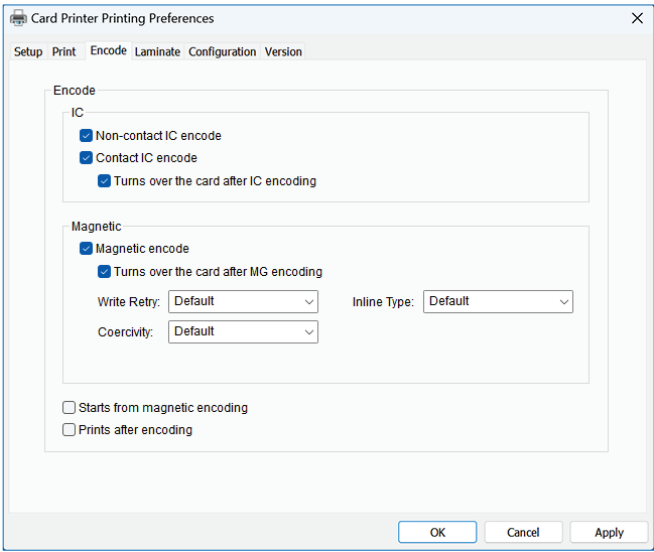 Card Printer Printing Preferences
Setup Print Encode Laminate Configuration Version
Encode
IC
Non-contact IC encode
Contact IC encode
Turns over the card after IC encoding
Magnetic
Magnetic encode
Turns over the card after MG encoding
Write Retry: Default Inline Type: Default
Coercivity: Default
Starts from magnetic encoding
Prints after encoding
OK Cancel Apply